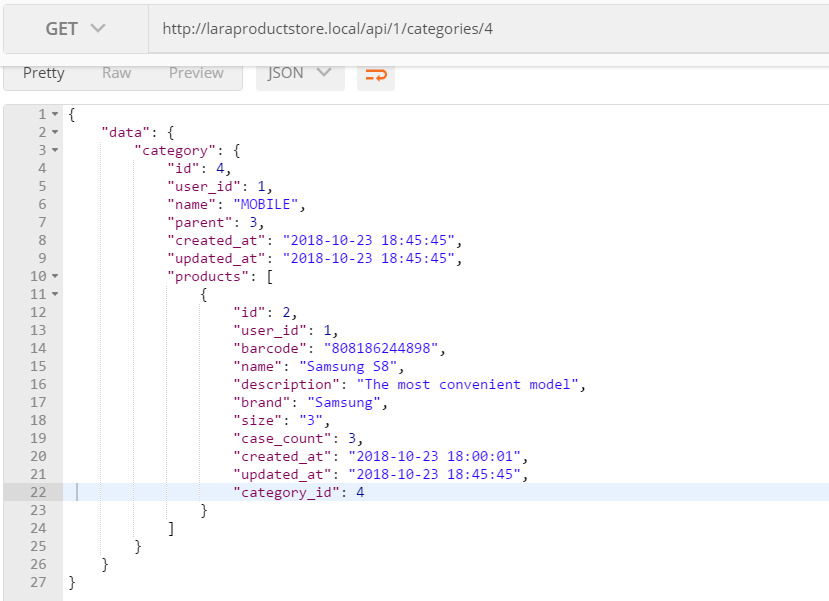 GET http://laraproductstore.local/api/1/categories/4
Pretty Raw Preview JSON
1 {
2 "data": {
3 "category": {
4 "id": 4,
5 "user_id": 1,
6 "name": "MOBILE",
7 "parent": 3,
8 "created_at": "2018-10-23 18:45:45",
9 "updated_at": "2018-10-23 18:45:45",
10 "products": [
11 {
12 "id": 2,
13 "user_id": 1,
14 "barcode": "808186244898",
15 "name": "Samsung S8",
16 "description": "The most convenient model",
17 "brand": "Samsung",
18 "size": "3",
19 "case_count": 3,
20 "created_at": "2018-10-23 18:00:01",
21 "updated_at": "2018-10-23 18:45:45",
22 "category_id": 4
23 }
24 ]
25 }
26 }
27 }